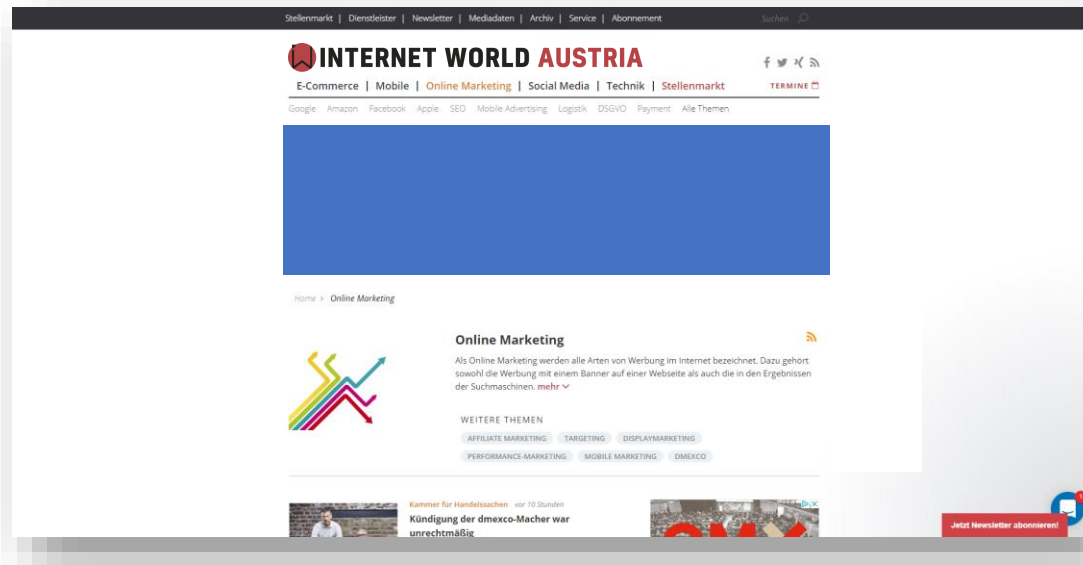 Stellenmarkt | Dienstleister | Newsletter | Mediadaten | Archiv | Service | Abonnement
Suchen
INTERNET WORLD AUSTRIA
E-Commerce | Mobile | Online Marketing | Social Media | Technik | Stellenmarkt
TERMINE
Google Amazon Facebook Apple SEO Mobile Advertising Logistik DSGVO Payment Alle Themen
Home > Online Marketing
Online Marketing
Als Online Marketing werden alle Arten von Werbung im Internet bezeichnet. Dazu gehört
sowohl die Werbung mit einem Banner auf einer Webseite als auch die in den Ergebnissen
der Suchmaschinen. mehr
WEITERE THEMEN
AFFILIATE MARKETING TARGETING DISPLAYMARKETING
PERFORMANCE-MARKETING MOBILE MARKETING DMEXCO
Kammer für Handelssachen vor 10 Stunden
Kündigung der dmexco-Macher war
unrechtmäßig
Jetzt Newsletter abonnieren!
1